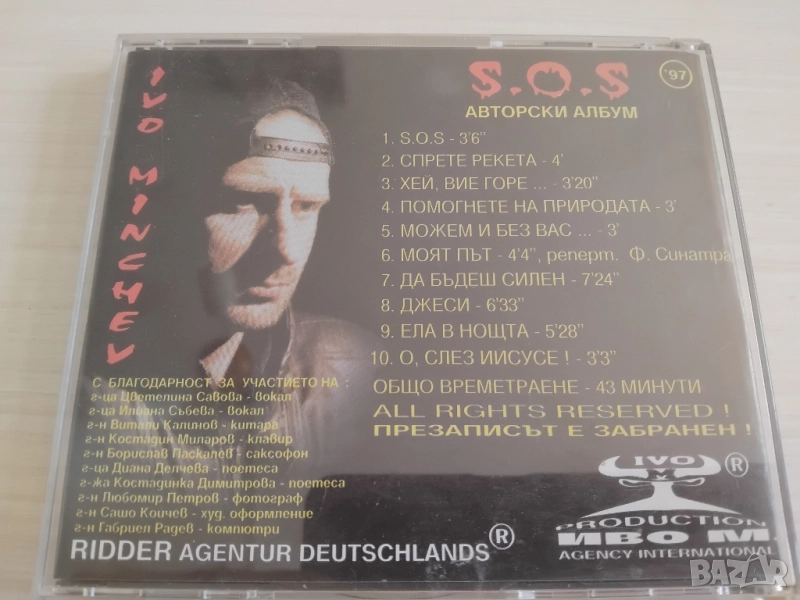 IVO MINCHEV
S.O.S
'97
АВТОРСКИ АЛБУМ
1. S.O.S - 3'6"
2. СПРЕТЕ РЕКЕТА - 4'
3. ХЕЙ, ВИЕ ГОРЕ ... - 3'20"
4. ПОМОГНЕТЕ НА ПРИРОДАТА - 3'
5. МОЖЕМ И БЕЗ ВАС ... - 3'
6. МОЯТ ПЪТ - 4'4", реперт. Ф. Синатра
7. ДА БЪДЕШ СИЛЕН - 7'24"
8. ДЖЕСИ - 6'33"
9. ЕЛА В НОЩТА - 5'28"
10. О, СЛЕЗ ИИСУСЕ ! - 3'3"
ОБЩО ВРЕМЕТРАЕНЕ - 43 МИНУТИ
ALL RIGHTS RESERVED !
ПРЕЗАПИСЪТ Е ЗАБРАНЕН !
С БЛАГОДАРНОСТ ЗА УЧАСТИЕТО НА :
г-ца Цветелина Савова - вокал
г-ца Илиана Събева - вокал
г-н Витали Калинов - китара
г-н Костадин Миларов - клавир
г-н Борислав Паскалев - саксофон
г-ца Диана Делчева - поетеса
г-жа Костадинка Димитрова - поетеса
г-н Любомир Петров - фотограф
г-н Сашо Койчев - худ. оформление
г-н Габриел Радев - компютри
RIDDER AGENTUR DEUTSCHLANDS ®
IVO
M
®
PRODUCTION
ИВО М.
AGENCY INTERNATIONAL
BAZAR